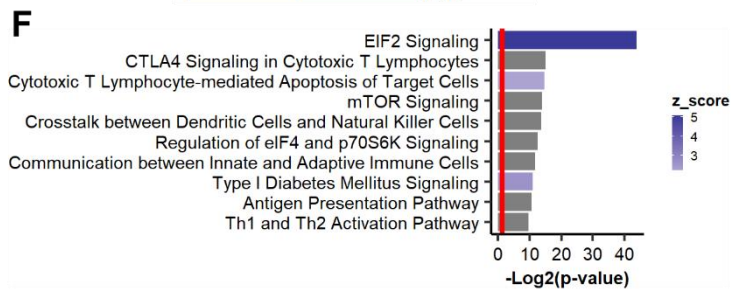 F
EIF2 Signaling
CTLA4 Signaling in Cytotoxic T Lymphocytes
Cytotoxic T Lymphocyte-mediated Apoptosis of Target Cells
mTOR Signaling
Crosstalk between Dendritic Cells and Natural Killer Cells
Regulation of eIF4 and p70S6K Signaling
Communication between Innate and Adaptive Immune Cells
Type I Diabetes Mellitus Signaling
Antigen Presentation Pathway
Th1 and Th2 Activation Pathway
0 10 20 30 40
-Log2(p-value)
z_score
5
4
3